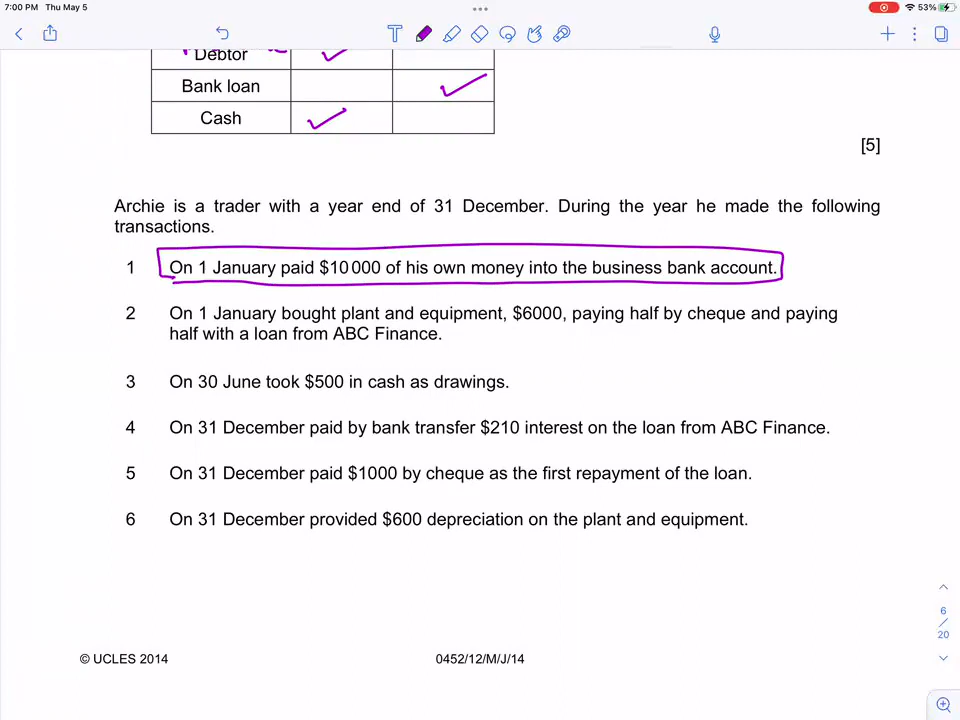 7:00 PM Thu May 5
53%
Debtor
Bank loan
Cash
[5]
Archie is a trader with a year end of 31 December. During the year he made the following
transactions.
1 On 1 January paid $10 000 of his own money into the business bank account.
2 On 1 January bought plant and equipment, $6000, paying half by cheque and paying
half with a loan from ABC Finance.
3 On 30 June took $500 in cash as drawings.
4 On 31 December paid by bank transfer $210 interest on the loan from ABC Finance.
5 On 31 December paid $1000 by cheque as the first repayment of the loan.
6 On 31 December provided $600 depreciation on the plant and equipment.
6
/
20
© UCLES 2014 0452/12/M/J/14